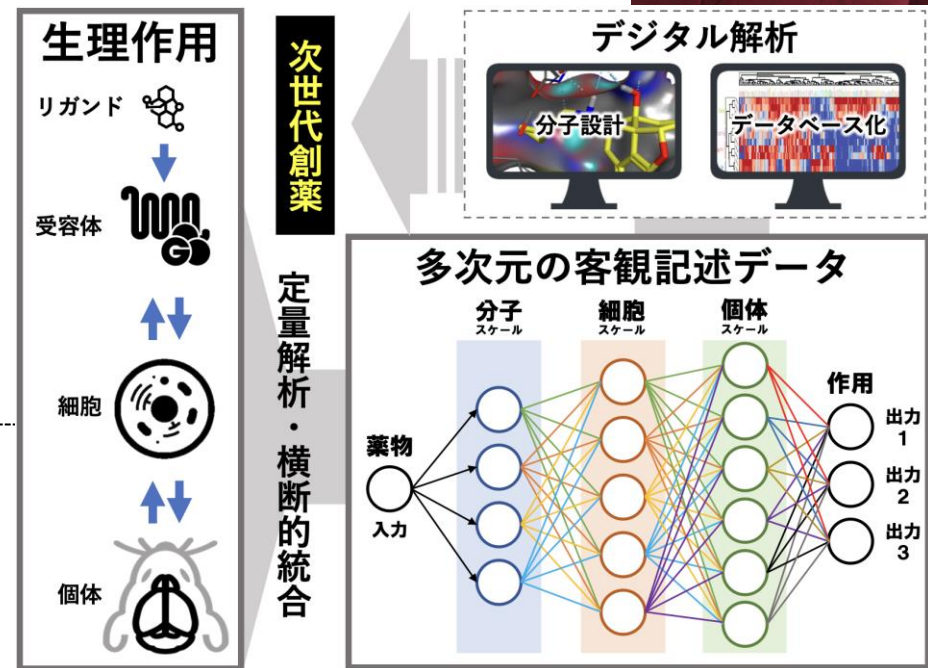 生理作用
リガンド
受容体
G
細胞
個体
次世代創薬
定量解析・横断的統合
デジタル解析
分子設計
データベース化
多次元の客観記述データ
分子
スケール
細胞
スケール
個体
スケール
薬物
入力
作用
出力
1
出力
2
出力
3